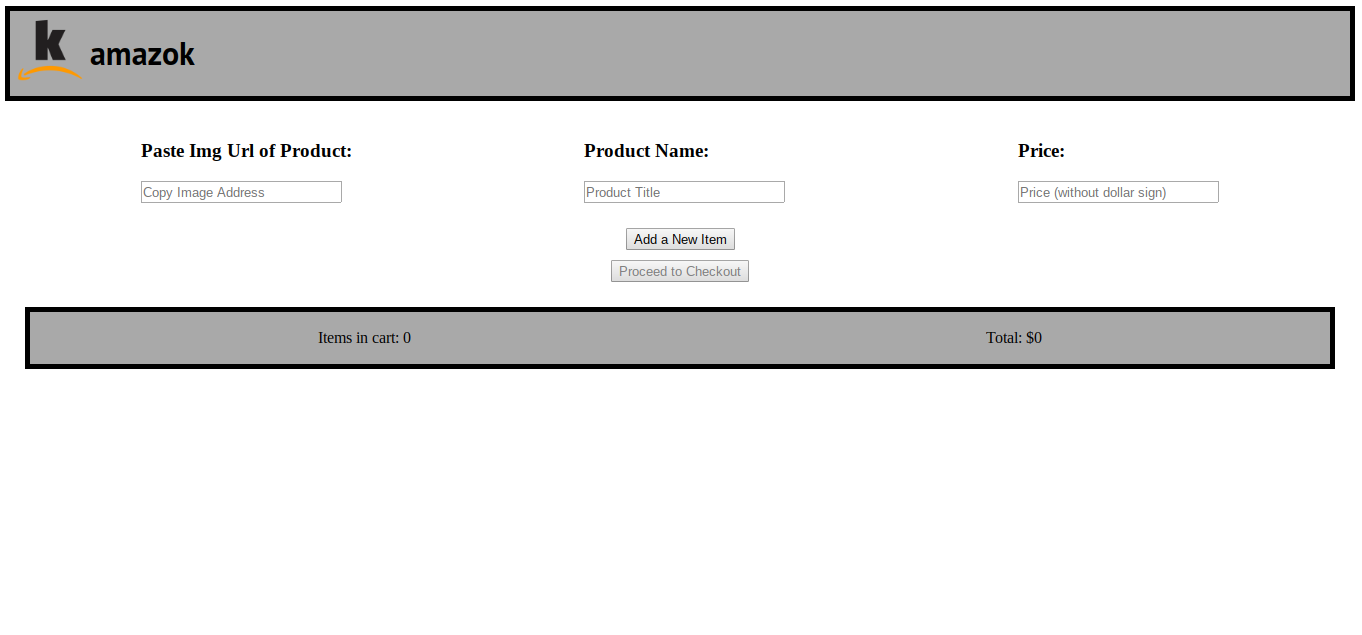 k amazok
Paste Img Url of Product: Product Name: Price:
Copy Image Address Product Title Price (without dollar sign)
Add a New Item
Proceed to Checkout
Items in cart: 0 Total: $0